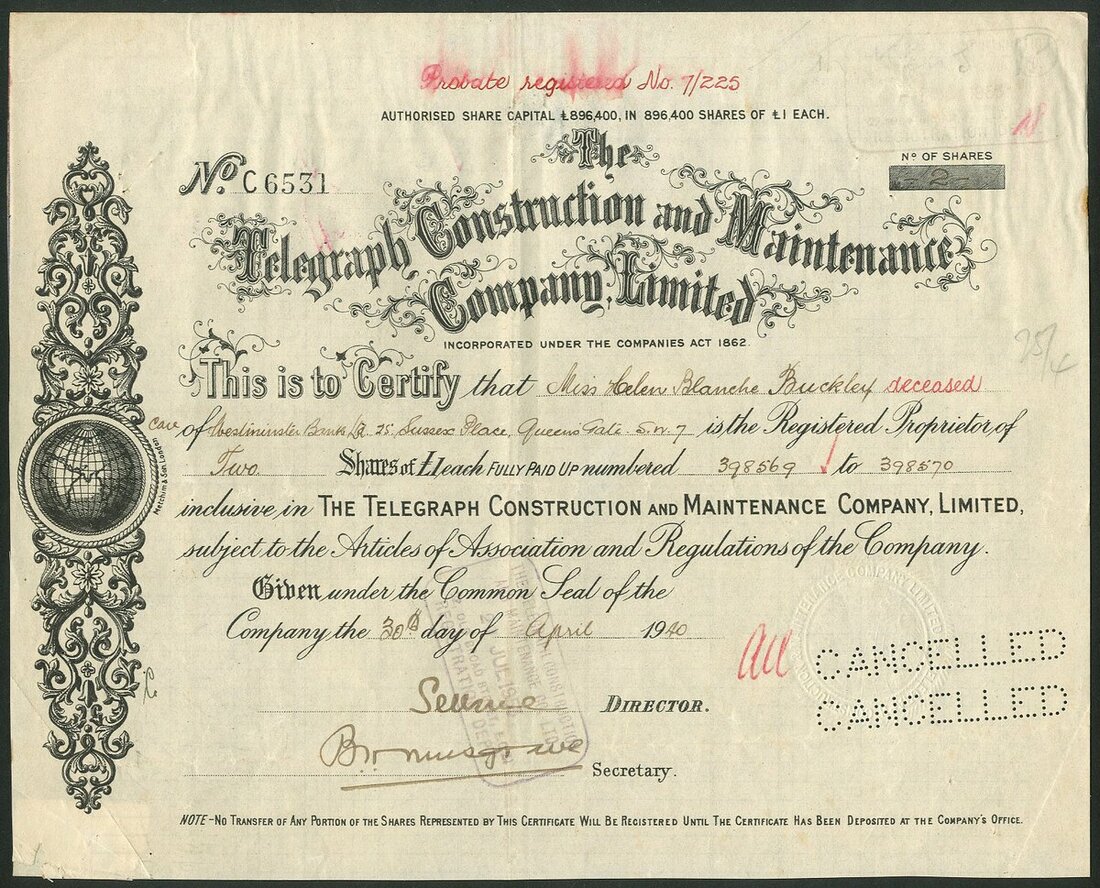 Probate registered No. 7/225
AUTHORISED SHARE CAPITAL £896,400, IN 896,400 SHARES OF £1 EACH.
No. C 6531
No OF SHARES
-2-
The
Telegraph Construction and Maintenance
Company, Limited
INCORPORATED UNDER THE COMPANIES ACT 1862.
This is to Certify that Miss Helen Blanche Buckley deceased
care of Westminster Bank Ld 75, Sussex Place, Queens Gate. S.W.7 is the Registered Proprietor of
Two Shares of £1 each FULLY PAID UP numbered 398569 to 398570
inclusive in THE TELEGRAPH CONSTRUCTION AND MAINTENANCE COMPANY, LIMITED,
subject to the Articles of Association and Regulations of the Company.
Given under the Common Seal of the
Company, the 30th day of April 1940
All CANCELLED
CANCELLED
DIRECTOR.
Musgrave
Secretary.
NOTE - NO TRANSFER OF ANY PORTION OF THE SHARES REPRESENTED BY THIS CERTIFICATE WILL BE REGISTERED UNTIL THE CERTIFICATE HAS BEEN DEPOSITED AT THE COMPANY'S OFFICE.
Metchim & Son, London